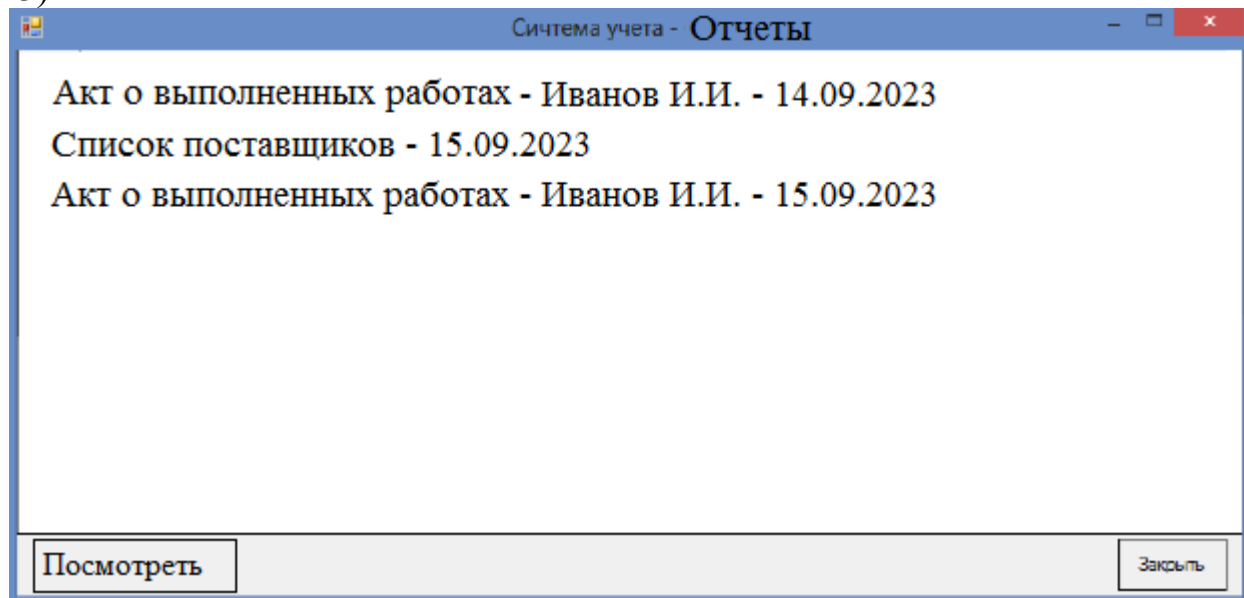 Сичтема учета - Отчеты
Акт о выполненных работах - Иванов И.И. - 14.09.2023
Список поставщиков - 15.09.2023
Акт о выполненных работах - Иванов И.И. - 15.09.2023
Посмотреть
Закрыть